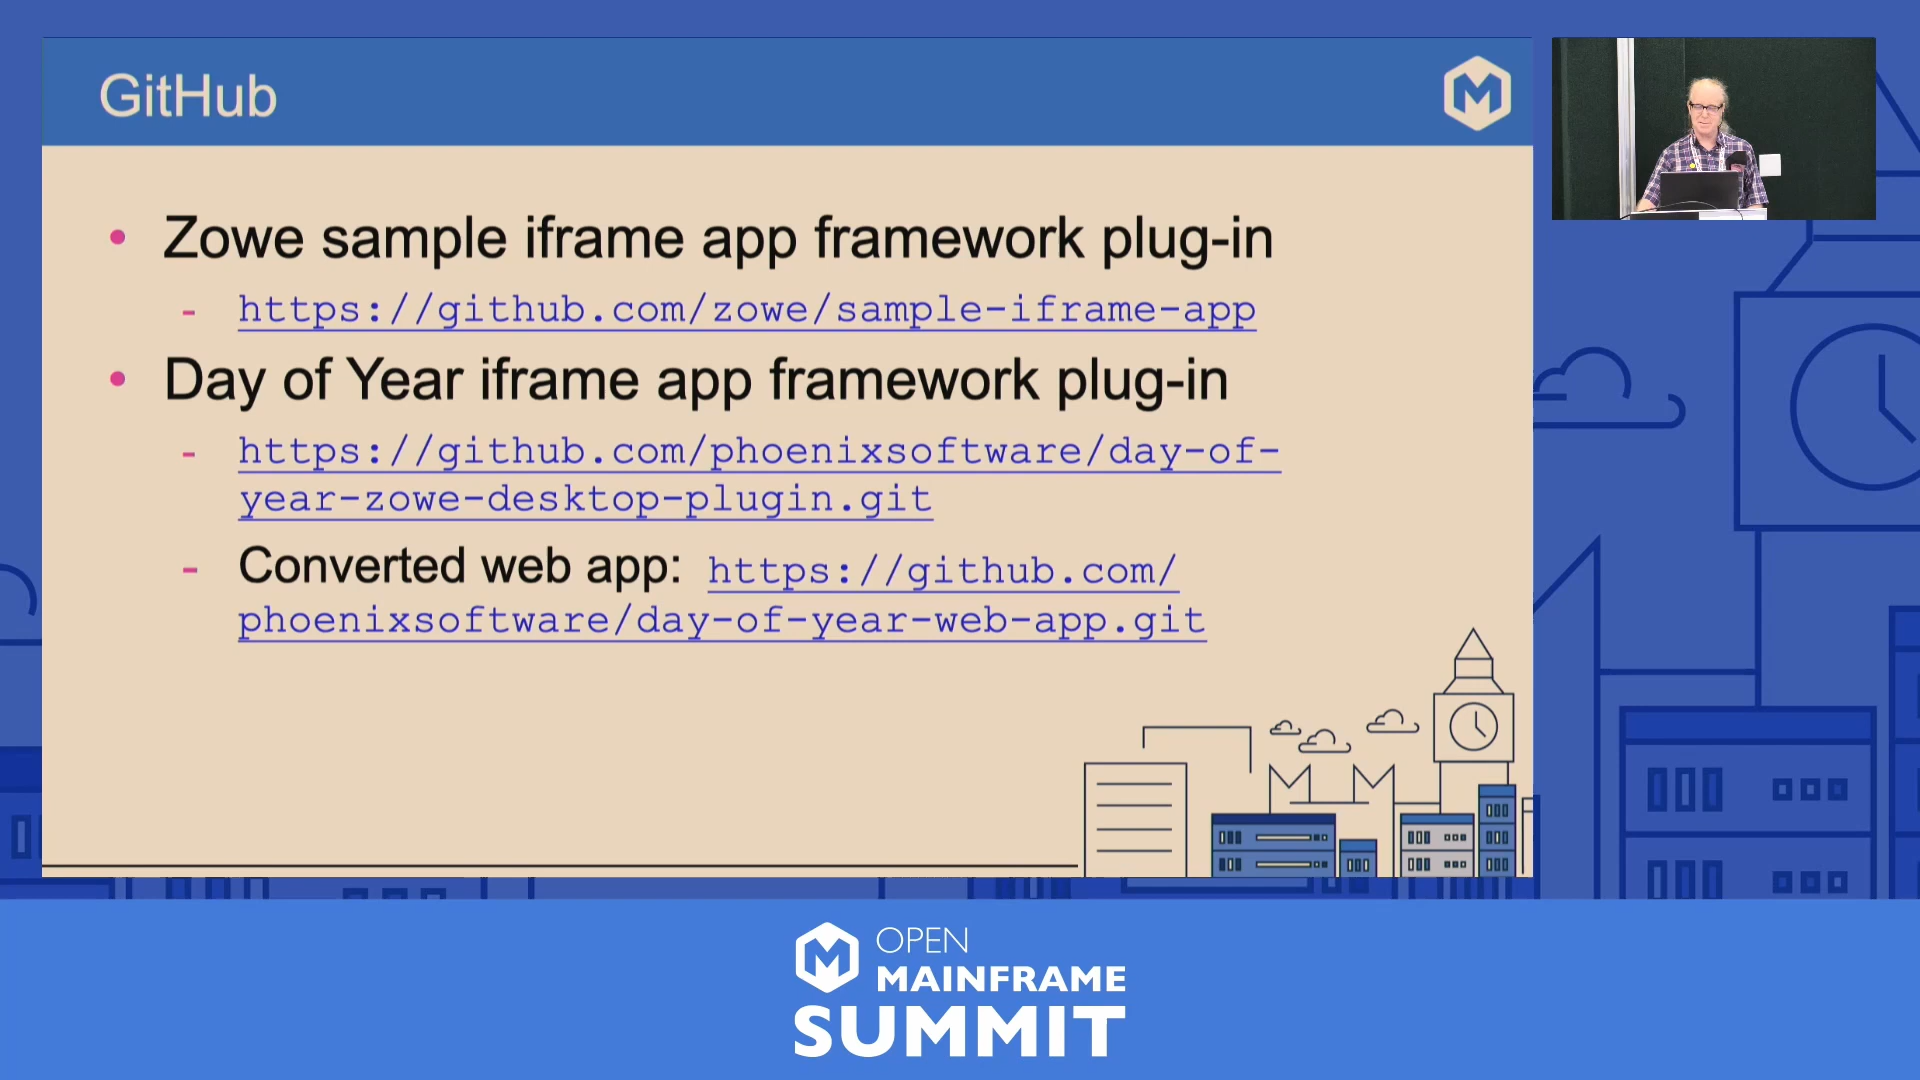 GitHub
• Zowe sample iframe app framework plug-in
- https://github.com/zowe/sample-iframe-app
• Day of Year iframe app framework plug-in
- https://github.com/phoenixsoftware/day-of-
year-zowe-desktop-plugin.git
- Converted web app: https://github.com/
phoenixsoftware/day-of-year-web-app.git
OPEN
MAINFRAME
SUMMIT